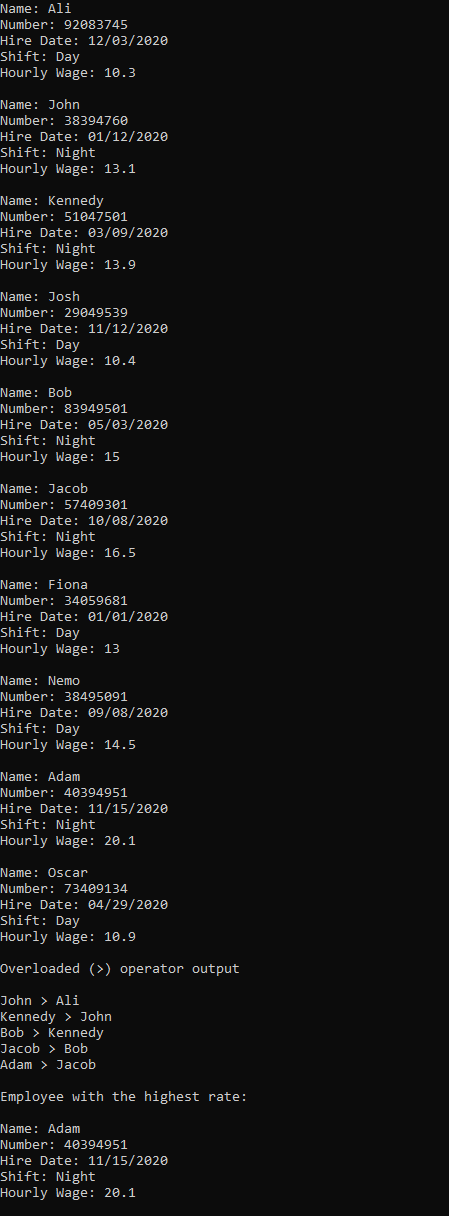 Name: Ali
Number: 92083745
Hire Date: 12/03/2020
Shift: Day
Hourly Wage: 10.3
Name: John
Number: 38394760
Hire Date: 01/12/2020
Shift: Night
Hourly Wage: 13.1
Name: Kennedy
Number: 51047501
Hire Date: 03/09/2020
Shift: Night
Hourly Wage: 13.9
Name: Josh
Number: 29049539
Hire Date: 11/12/2020
Shift: Day
Hourly Wage: 10.4
Name: Bob
Number: 83949501
Hire Date: 05/03/2020
Shift: Night
Hourly Wage: 15
Name: Jacob
Number: 57409301
Hire Date: 10/08/2020
Shift: Night
Hourly Wage: 16.5
Name: Fiona
Number: 34059681
Hire Date: 01/01/2020
Shift: Day
Hourly Wage: 13
Name: Nemo
Number: 38495091
Hire Date: 09/08/2020
Shift: Day
Hourly Wage: 14.5
Name: Adam
Number: 40394951
Hire Date: 11/15/2020
Shift: Night
Hourly Wage: 20.1
Name: Oscar
Number: 73409134
Hire Date: 04/29/2020
Shift: Day
Hourly Wage: 10.9
Overloaded (>) operator output
John > Ali
Kennedy > John
Bob > Kennedy
Jacob > Bob
Adam > Jacob
Employee with the highest rate:
Name: Adam
Number: 40394951
Hire Date: 11/15/2020
Shift: Night
Hourly Wage: 20.1